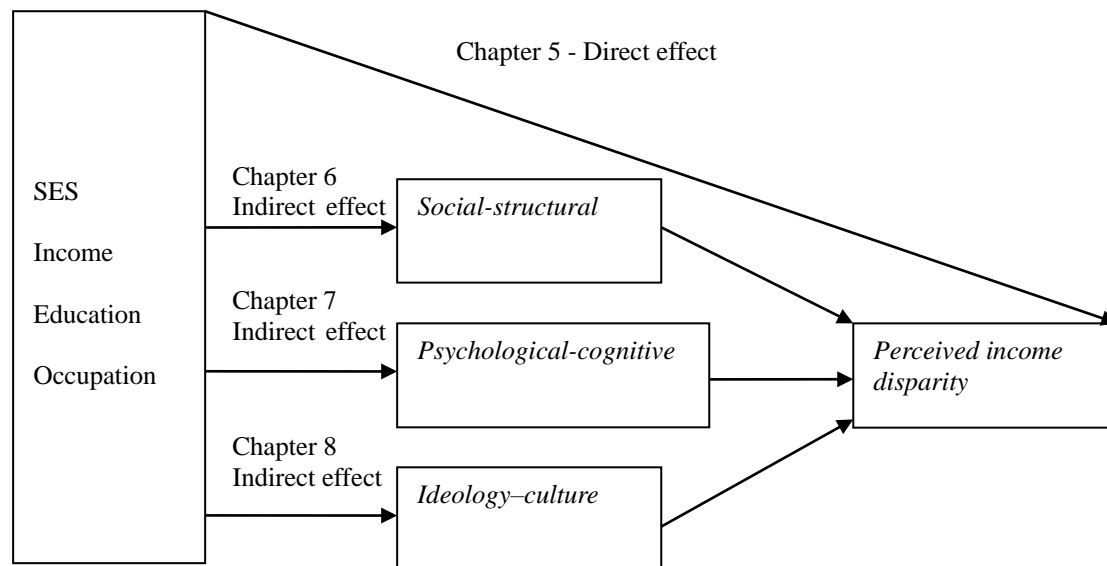 Chapter 5 - Direct effect
SES
Income
Education
Occupation
Chapter 6
Indirect effect
Social-structural
Chapter 7
Indirect effect
Psychological-cognitive
Chapter 8
Indirect effect
Ideology–culture
Perceived income
disparity